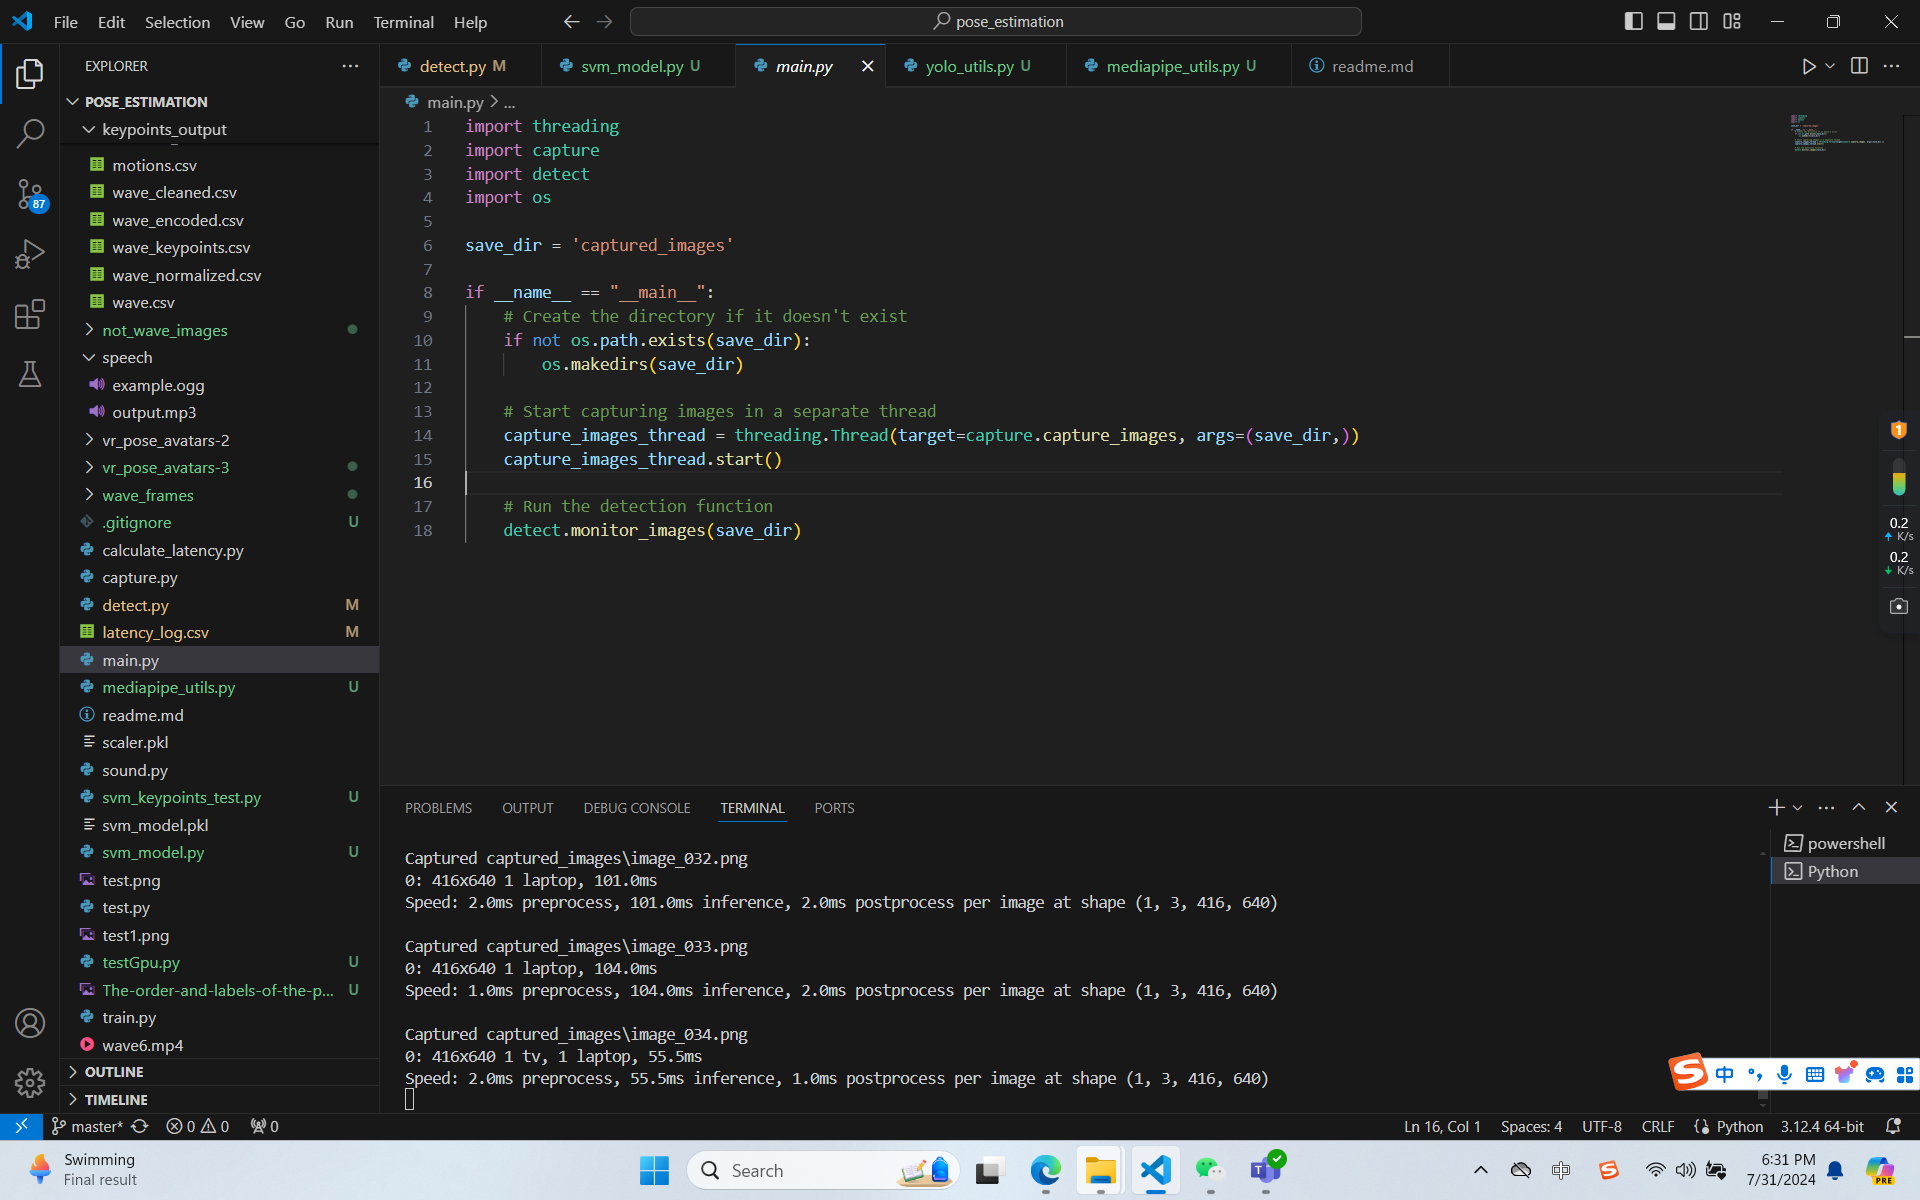 File Edit Selection View Go Run Terminal Help
pose_estimation
EXPLORER
POSE_ESTIMATION
keypoints_output
motions.csv
wave_cleaned.csv
wave_encoded.csv
wave_keypoints.csv
wave_normalized.csv
wave.csv
not_wave_images
speech
example.ogg
output.mp3
vr_pose_avatars-2
vr_pose_avatars-3
wave_frames
.gitignore U
calculate_latency.py
capture.py
detect.py M
latency_log.csv M
main.py
mediapipe_utils.py U
readme.md
scaler.pkl
sound.py
svm_keypoints_test.py U
svm_model.pkl
svm_model.py U
test.png
test.py
test1.png
testGpu.py U
The-order-and-labels-of-the-p... U
train.py
wave6.mp4
OUTLINE
TIMELINE
87
detect.py M svm_model.py U main.py yolo_utils.py U mediapipe_utils.py U readme.md
main.py > ...
1 import threading
2 import capture
3 import detect
4 import os
5
6 save_dir = 'captured_images'
7
8 if __name__ == "__main__":
9 # Create the directory if it doesn't exist
10 if not os.path.exists(save_dir):
11 os.makedirs(save_dir)
12
13 # Start capturing images in a separate thread
14 capture_images_thread = threading.Thread(target=capture.capture_images, args=(save_dir,))
15 capture_images_thread.start()
16
17 # Run the detection function
18 detect.monitor_images(save_dir)
1
0.2
K/s
0.2
K/s
PROBLEMS OUTPUT DEBUG CONSOLE TERMINAL PORTS
powershell
Python
Captured captured_images\image_032.png
0: 416x640 1 laptop, 101.0ms
Speed: 2.0ms preprocess, 101.0ms inference, 2.0ms postprocess per image at shape (1, 3, 416, 640)
Captured captured_images\image_033.png
0: 416x640 1 laptop, 104.0ms
Speed: 1.0ms preprocess, 104.0ms inference, 2.0ms postprocess per image at shape (1, 3, 416, 640)
Captured captured_images\image_034.png
0: 416x640 1 tv, 1 laptop, 55.5ms
Speed: 2.0ms preprocess, 55.5ms inference, 1.0ms postprocess per image at shape (1, 3, 416, 640)
S 中
master* 0 0 0 Ln 16, Col 1 Spaces: 4 UTF-8 CRLF Python 3.12.4 64-bit
Swimming
Final result
Search
中
S
6:31 PM
7/31/2024
PRE